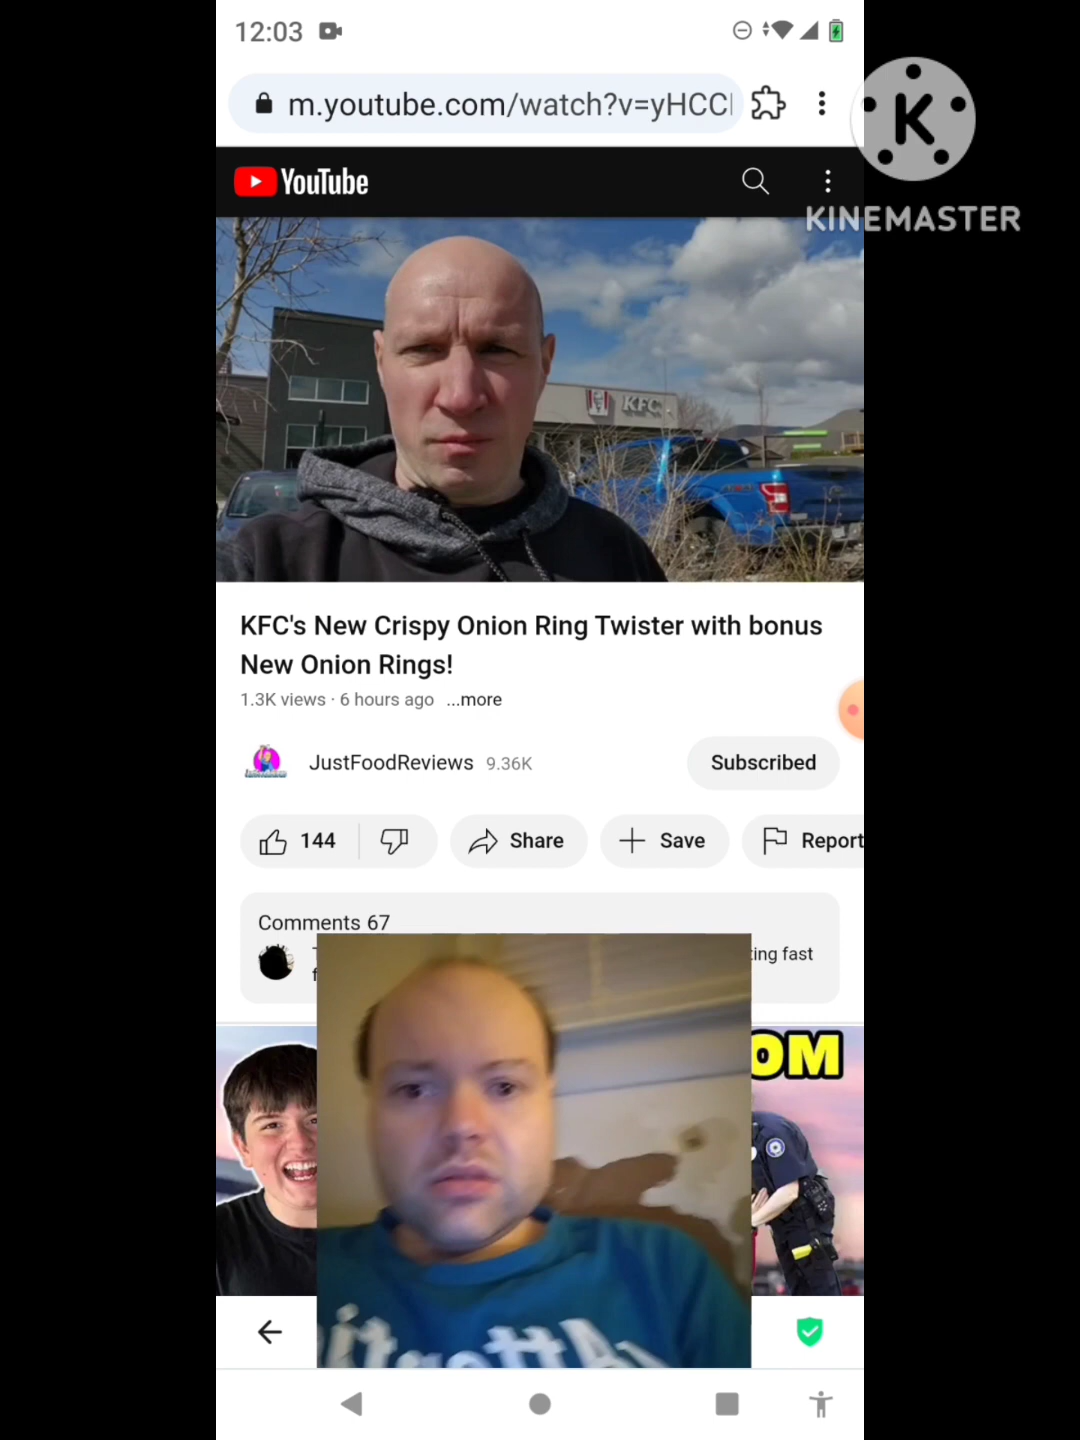 12:03
m.youtube.com/watch?v=yHCC
YouTube
K
KINEMASTER
KFC
KFC's New Crispy Onion Ring Twister with bonus
New Onion Rings!
1.3K views · 6 hours ago ...more
JustFoodReviews 9.36K
Subscribed
144
Share
Save
Report
Comments 67
ing fast
OM